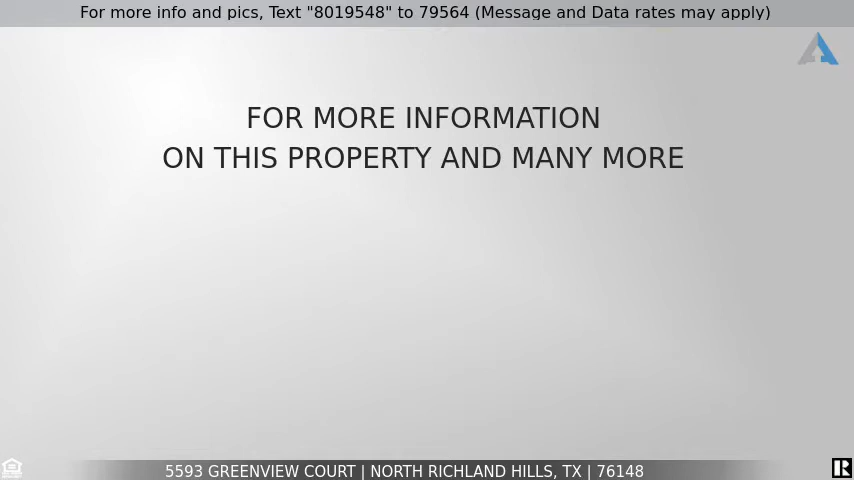 For more info and pics, Text "8019548" to 79564 (Message and Data rates may apply)
FOR MORE INFORMATION
ON THIS PROPERTY AND MANY MORE
5593 GREENVIEW COURT | NORTH RICHLAND HILLS, TX | 76148